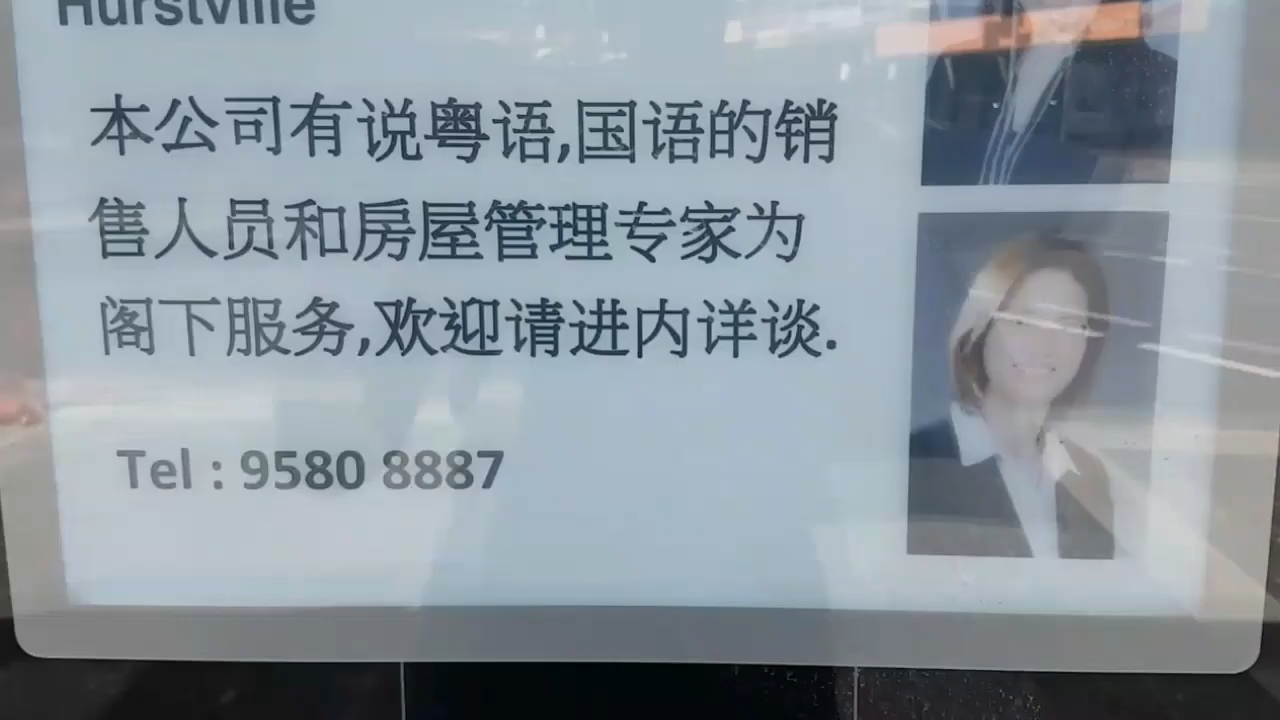 Hurstville
本公司有说粤语,国语的销
售人员和房屋管理专家为
阁下服务,欢迎请进内详谈.
Tel : 9580 8887